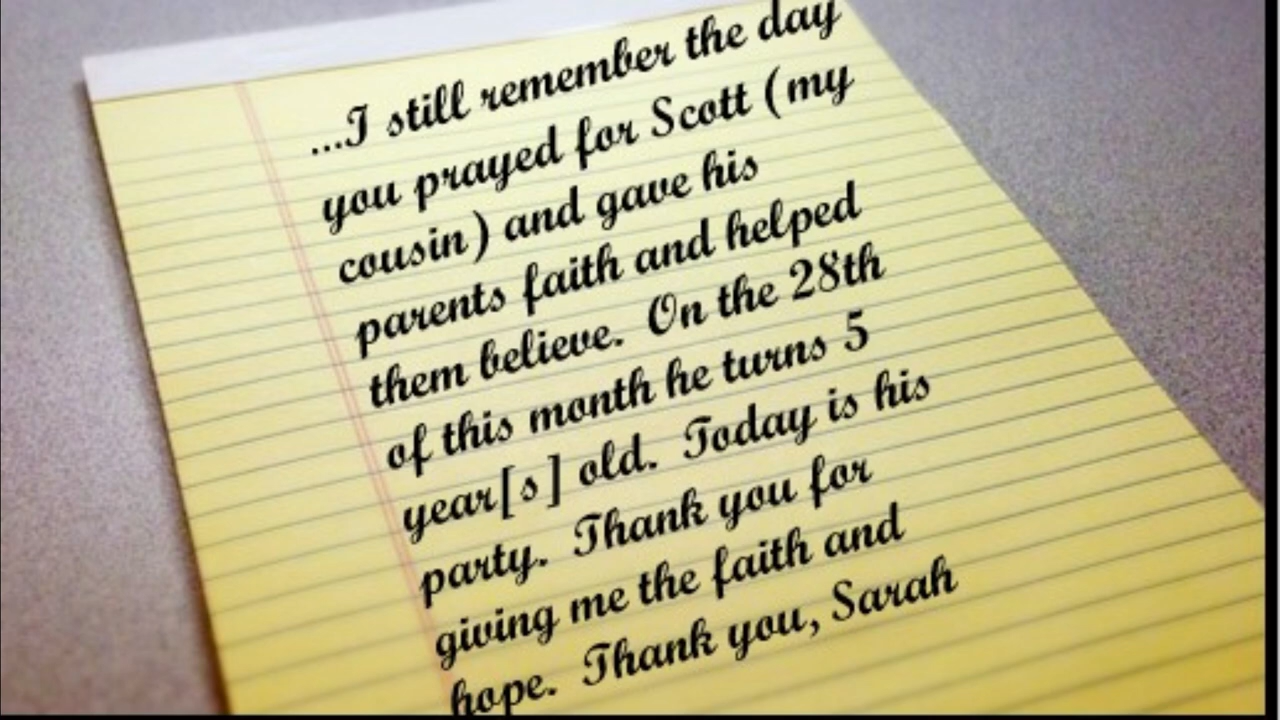 ...I still remember the day
you prayed for Scott (my
cousin) and gave his
parents faith and helped
them believe.  On the 28th
of this month he turns 5
year[s] old.  Today is his
party.  Thank you for
giving me the faith and
hope.  Thank you, Sarah